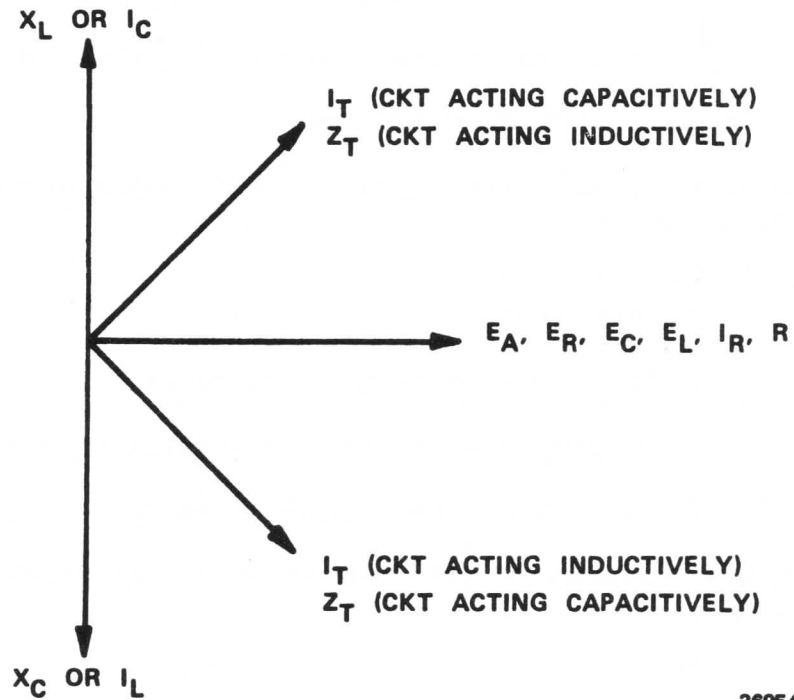 X_L OR I_C
I_T (CKT ACTING CAPACITIVELY)
Z_T (CKT ACTING INDUCTIVELY)
E_A, E_R, E_C, E_L, I_R, R
I_T (CKT ACTING INDUCTIVELY)
Z_T (CKT ACTING CAPACITIVELY)
X_C OR I_L